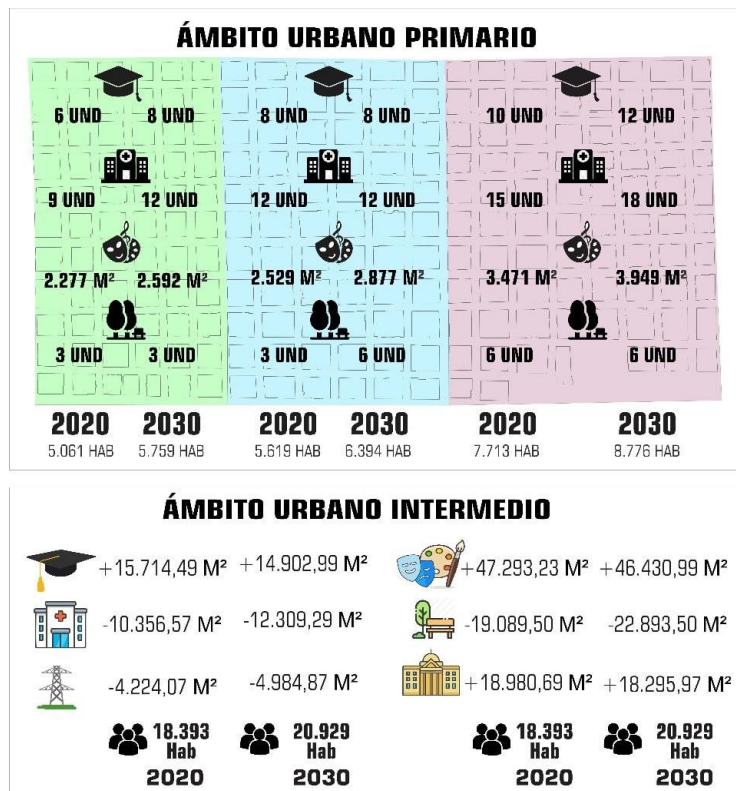 ÁMBITO URBANO PRIMARIO
6 UND 8 UND 8 UND 8 UND 10 UND 12 UND
9 UND 12 UND 12 UND 12 UND 15 UND 18 UND
2.277 M² 2.592 M² 2.529 M² 2.877 M² 3.471 M² 3.949 M²
3 UND 3 UND 3 UND 6 UND 6 UND 6 UND
2020 2030 2020 2030 2020 2030
5.061 HAB 5.759 HAB 5.619 HAB 6.394 HAB 7.713 HAB 8.776 HAB
ÁMBITO URBANO INTERMEDIO
+15.714,49 M² +14.902,99 M² +47.293,23 M² +46.430,99 M²
-10.356,57 M² -12.309,29 M² -19.089,50 M² -22.893,50 M²
-4.224,07 M² -4.984,87 M² +18.980,69 M² +18.295,97 M²
18.393 20.929 18.393 20.929
Hab Hab Hab Hab
2020 2030 2020 2030